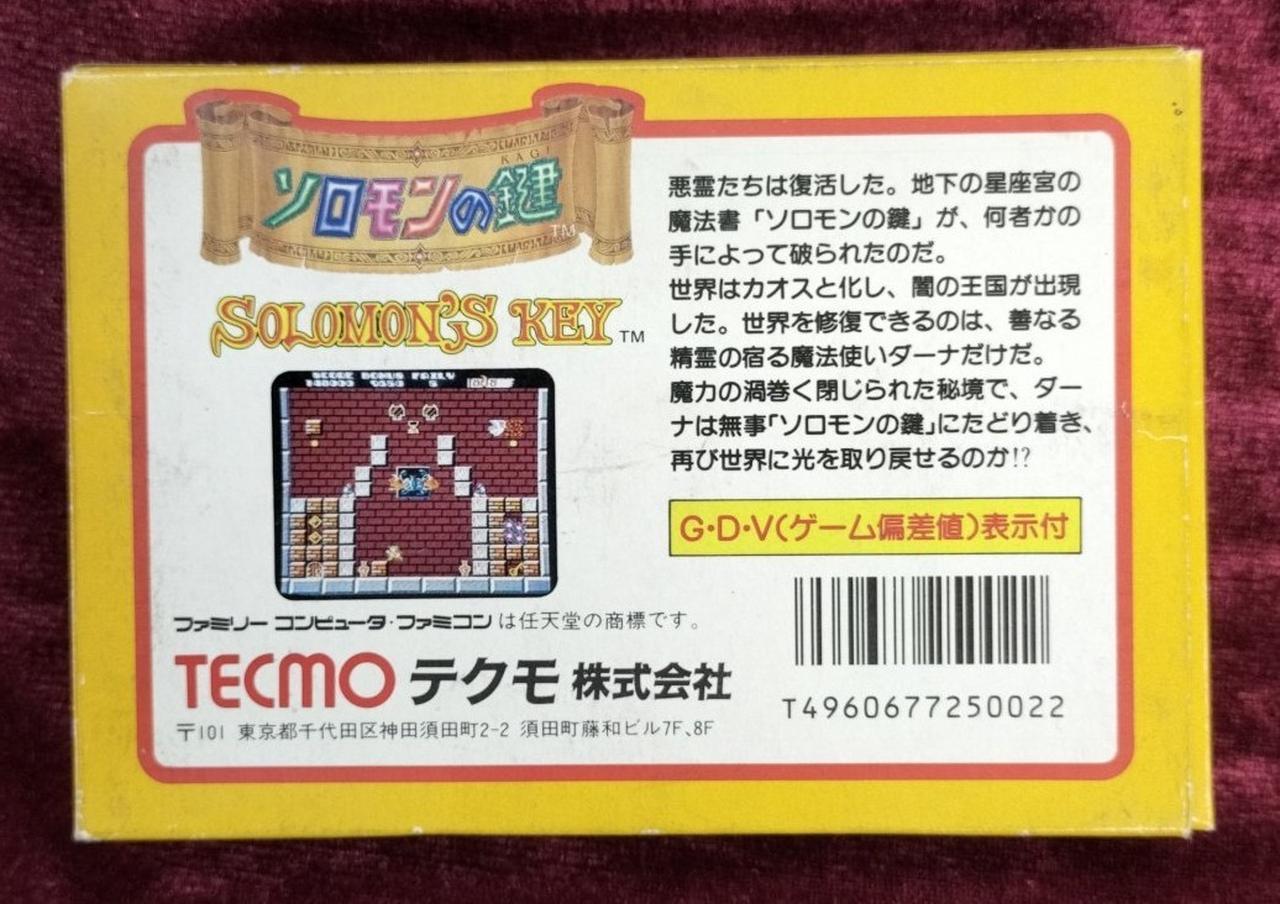 KAGI
ソロモンの鍵
TM
SOLOMON'S KEY TM
SCORE BONUS FAIRY
悪霊たちは復活した。地下の星座宮の
魔法書「ソロモンの鍵」が、何者かの
手によって破られたのだ。
世界はカオスと化し、闇の王国が出現
した。世界を修復できるのは、善なる
精霊の宿る魔法使いダーナだけだ。
魔力の渦巻く閉じられた秘境で、ダー
ナは無事「ソロモンの鍵」にたどり着き、
再び世界に光を取り戻せるのか!?
G・D・V(ゲーム偏差値)表示付
ファミリー コンピュータ・ファミコン は任天堂の商標です。
TECMO テクモ 株式会社
〒101 東京都千代田区神田須田町2-2 須田町藤和ビル7F、8F
T4960677250022